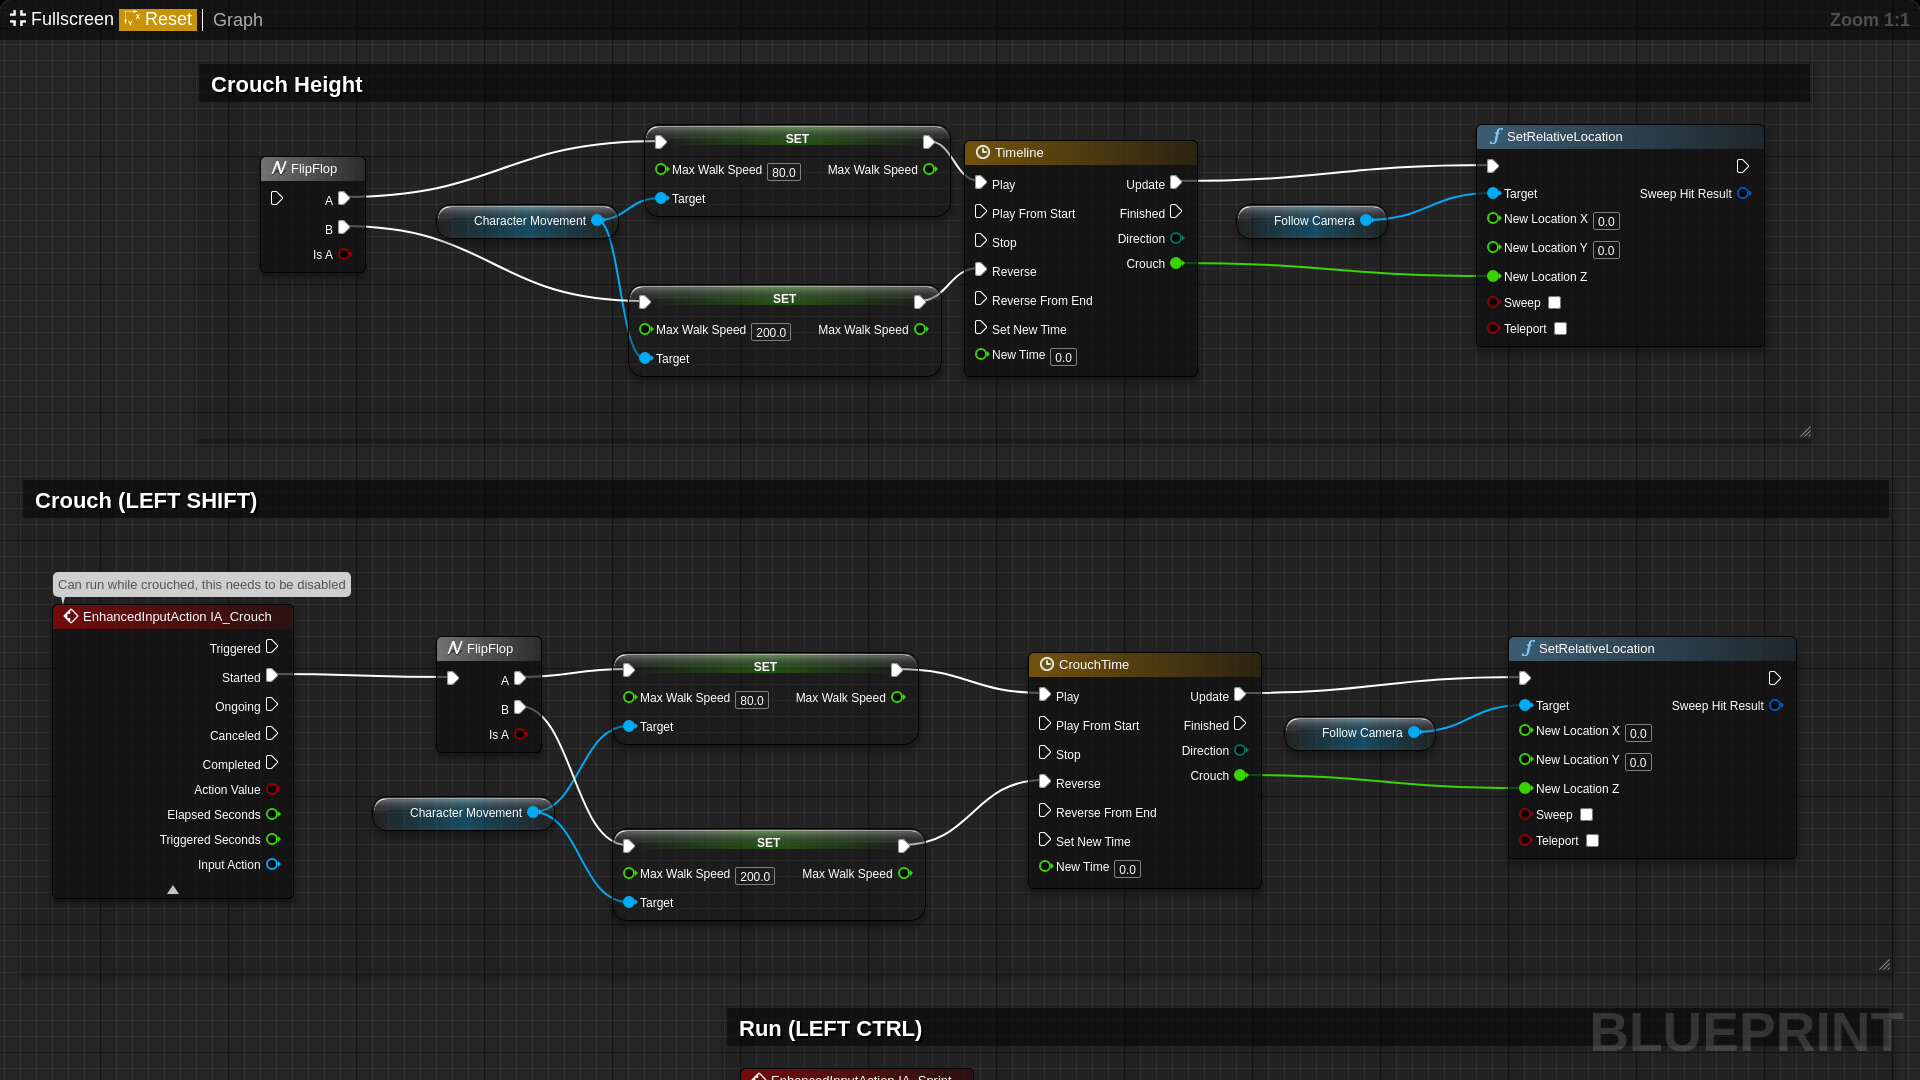 Fullscreen Reset Graph Zoom 1:1
Crouch Height
FlipFlop
A
B
Is A
Character Movement
SET
Max Walk Speed 80.0 Max Walk Speed
Target
SET
Max Walk Speed 200.0 Max Walk Speed
Target
Timeline
Play Update
Play From Start Finished
Stop Direction
Reverse Crouch
Reverse From End
Set New Time
New Time 0.0
Follow Camera
SetRelativeLocation
Target Sweep Hit Result
New Location X 0.0
New Location Y 0.0
New Location Z
Sweep
Teleport
Crouch (LEFT SHIFT)
Can run while crouched, this needs to be disabled
EnhancedInputAction IA_Crouch
Triggered
Started
Ongoing
Canceled
Completed
Action Value
Elapsed Seconds
Triggered Seconds
Input Action
FlipFlop
A
B
Is A
Character Movement
SET
Max Walk Speed 80.0 Max Walk Speed
Target
SET
Max Walk Speed 200.0 Max Walk Speed
Target
CrouchTime
Play Update
Play From Start Finished
Stop Direction
Reverse Crouch
Reverse From End
Set New Time
New Time 0.0
Follow Camera
SetRelativeLocation
Target Sweep Hit Result
New Location X 0.0
New Location Y 0.0
New Location Z
Sweep
Teleport
Run (LEFT CTRL)
BLUEPRINT
EnhancedInputAction IA_Sprint